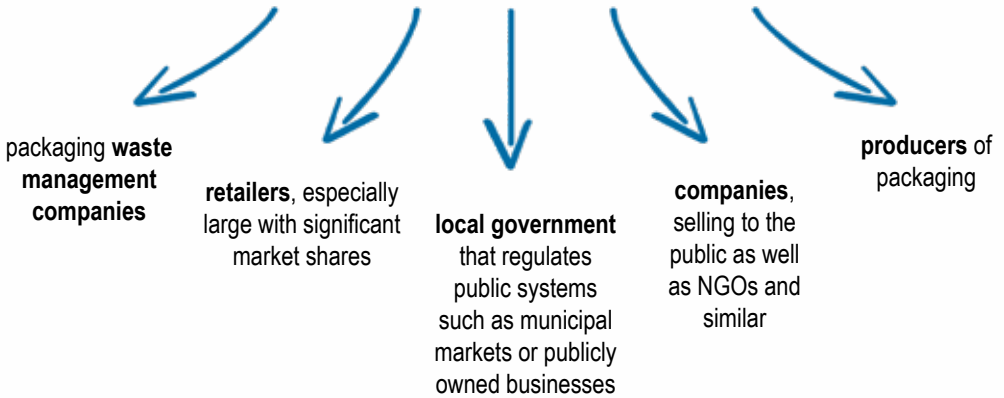 packaging waste
management
companies
retailers, especially
large with significant
market shares
local government
that regulates
public systems
such as municipal
markets or publicly
owned businesses
companies,
selling to the
public as well
as NGOs and
similar
producers of
packaging